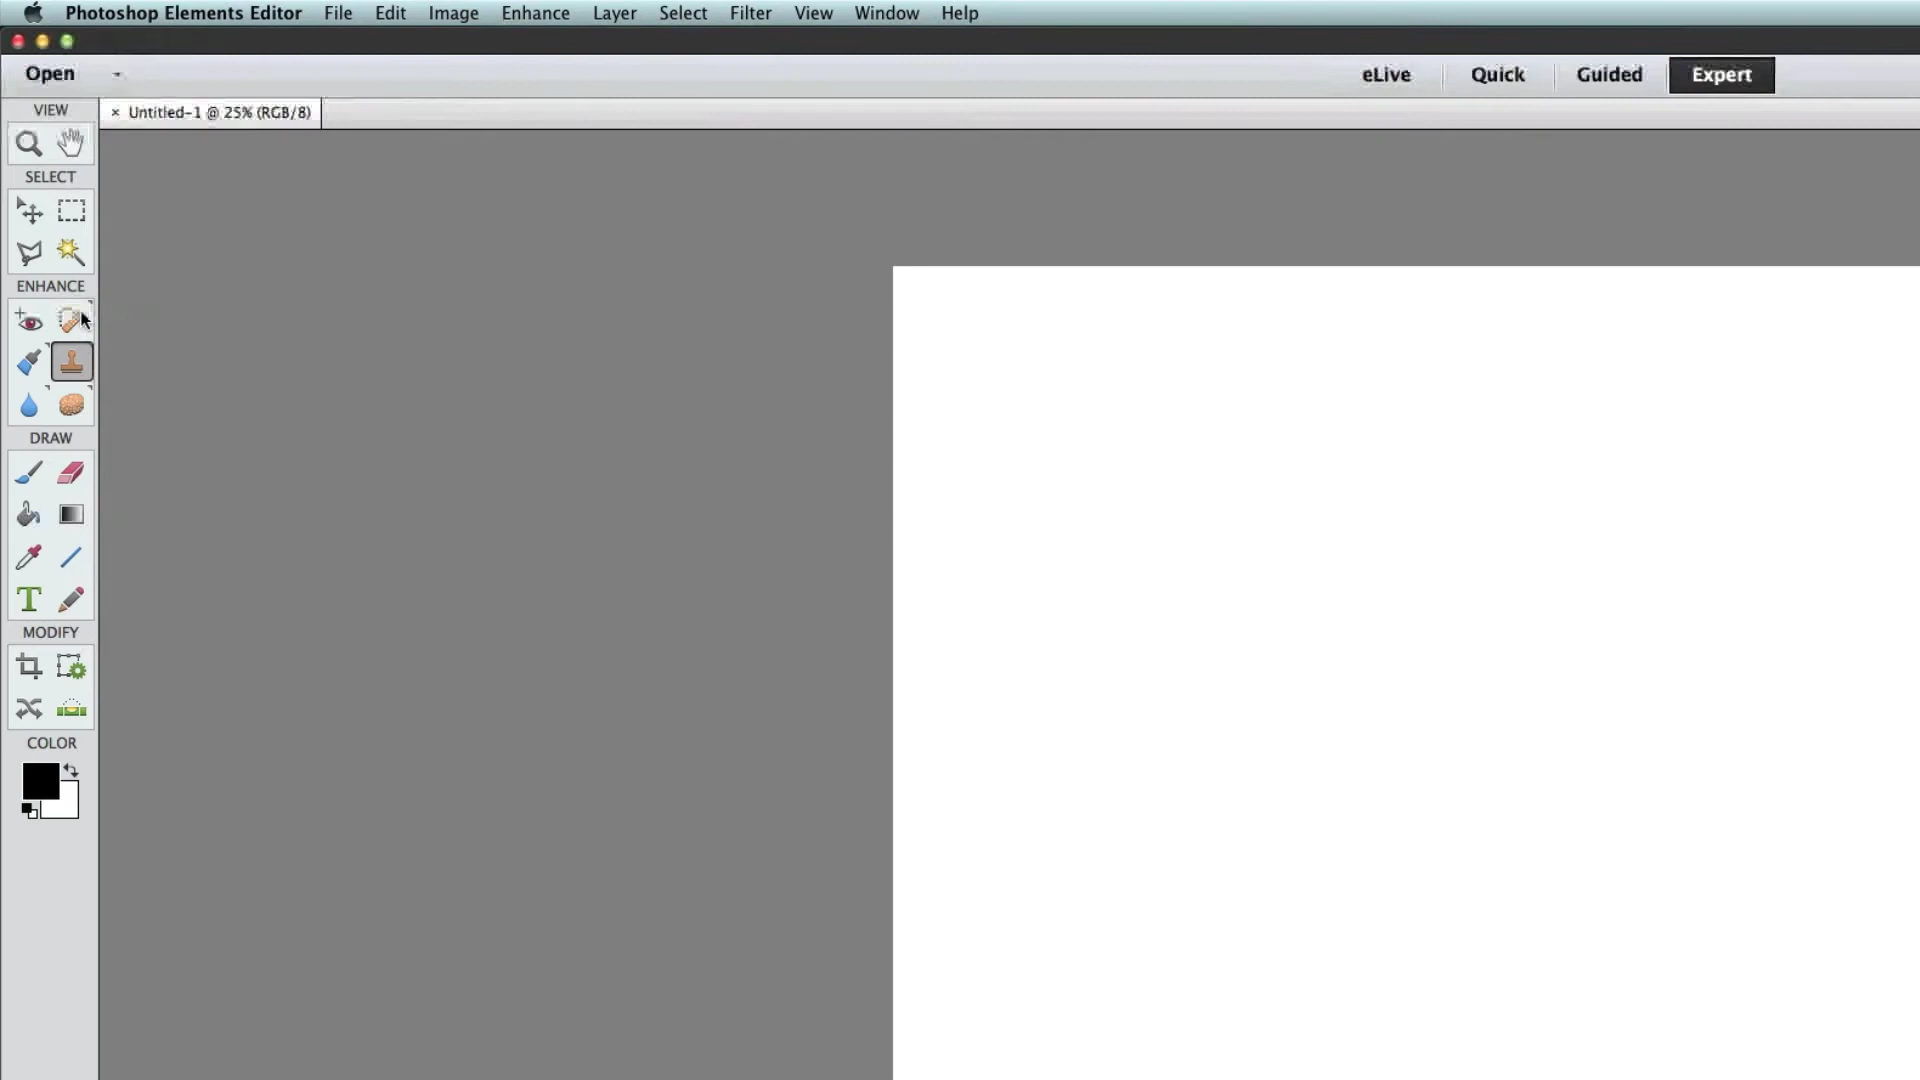 Photoshop Elements Editor File Edit Image Enhance Layer Select Filter View Window Help
Open eLive Quick Guided Expert
VIEW
× Untitled-1 @ 25% (RGB/8)
SELECT
ENHANCE
DRAW
T
MODIFY
COLOR